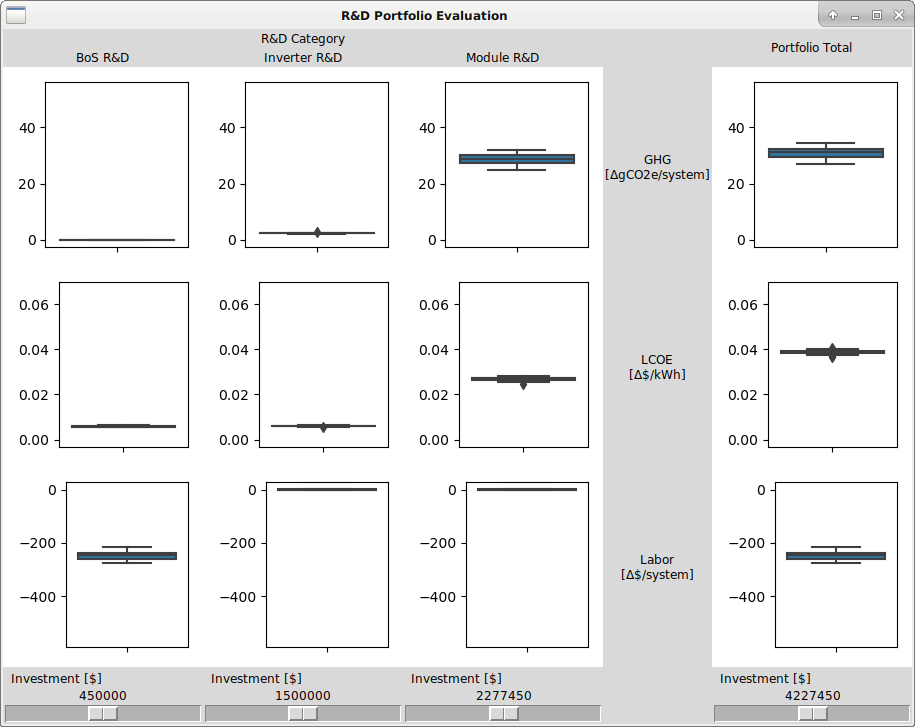 R&D Portfolio Evaluation
R&D Category
BoS R&D Inverter R&D Module R&D Portfolio Total
40 40 40 40
20 20 20 20
0 0 0 0
GHG
[ΔgCO2e/system]
0.06 0.06 0.06 0.06
0.04 0.04 0.04 0.04
0.02 0.02 0.02 0.02
0.00 0.00 0.00 0.00
LCOE
[Δ$/kWh]
0 0 0 0
−200 −200 −200 −200
−400 −400 −400 −400
Labor
[Δ$/system]
Investment [$] Investment [$] Investment [$] Investment [$]
450000 1500000 2277450 4227450